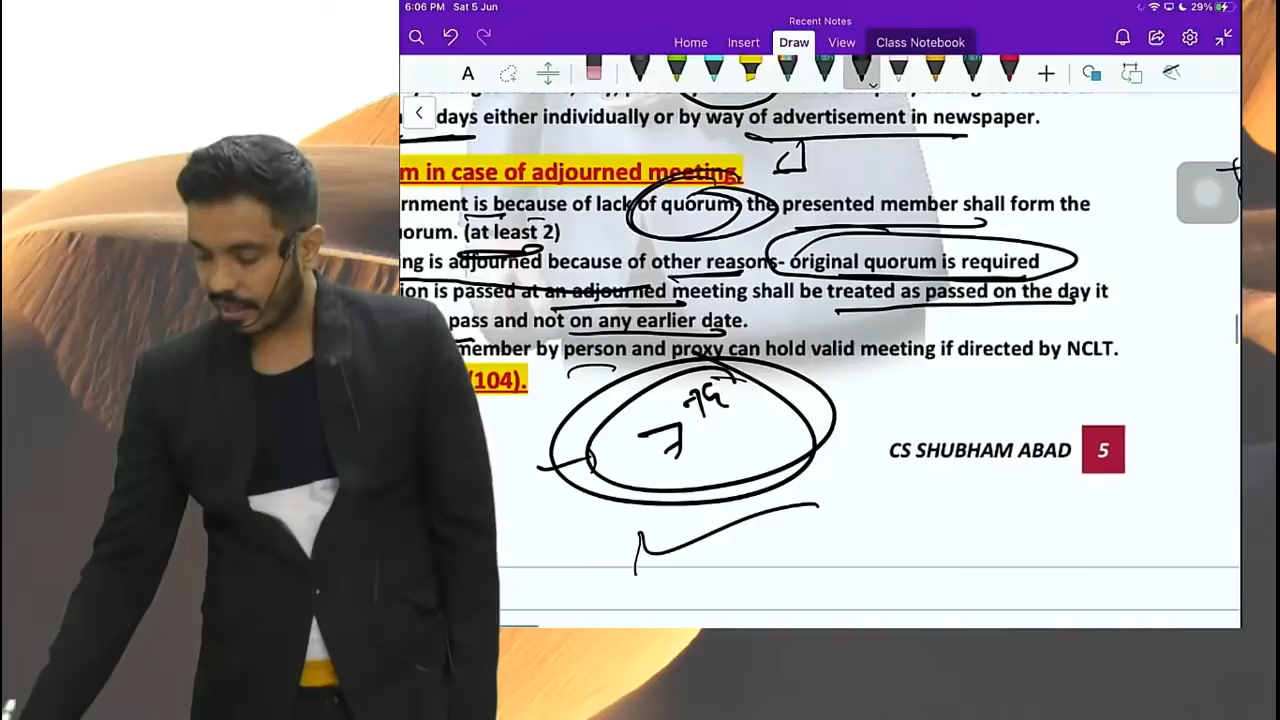 6:06 PM Sat 5 Jun
29%
Recent Notes
Home Insert Draw View Class Notebook
A
days either individually or by way of advertisement in newspaper.
m in case of adjourned meeting.
rnment is because of lack of quorum- the presented member shall form the
orum. (at least 2)
ng is adjourned because of other reasons- original quorum is required
ion is passed at an adjourned meeting shall be treated as passed on the day it
pass and not on any earlier date.
member by person and proxy can hold valid meeting if directed by NCLT.
(104).
CS SHUBHAM ABAD 5